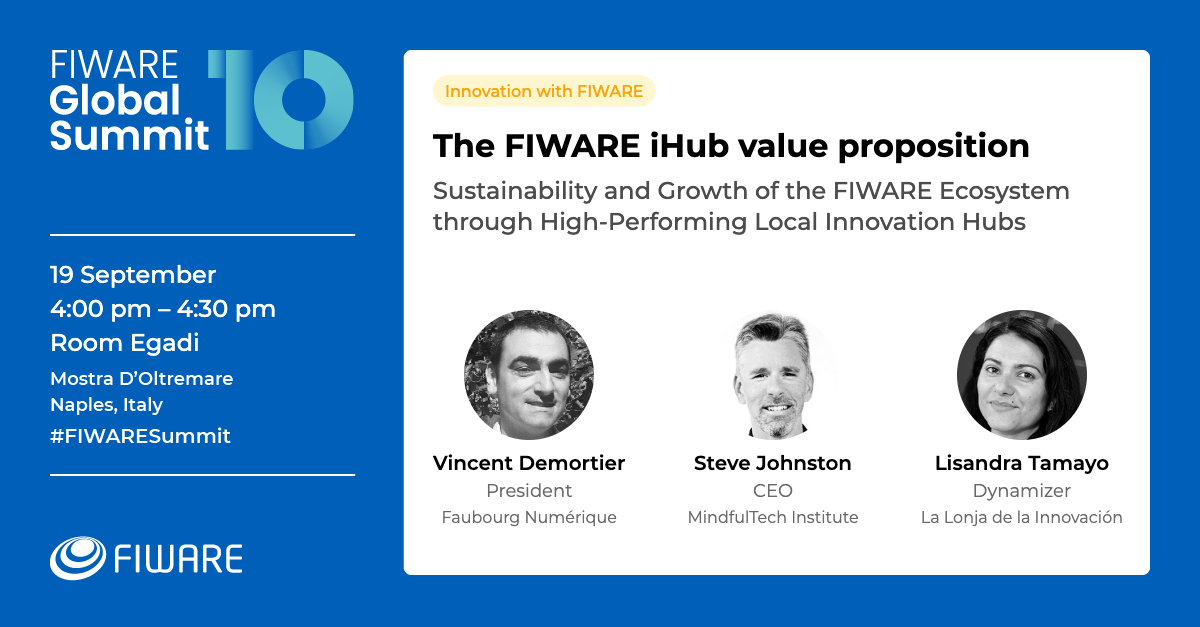 FIWARE
Global
Summit
10
19 September
4:00 pm – 4:30 pm
Room Egadi
Mostra D’Oltremare
Naples, Italy
#FIWARESummit
FIWARE
Innovation with FIWARE
The FIWARE iHub value proposition
Sustainability and Growth of the FIWARE Ecosystem
through High-Performing Local Innovation Hubs
Vincent Demortier
President
Faubourg Numérique
Steve Johnston
CEO
MindfulTech Institute
Lisandra Tamayo
Dynamizer
La Lonja de la Innovación